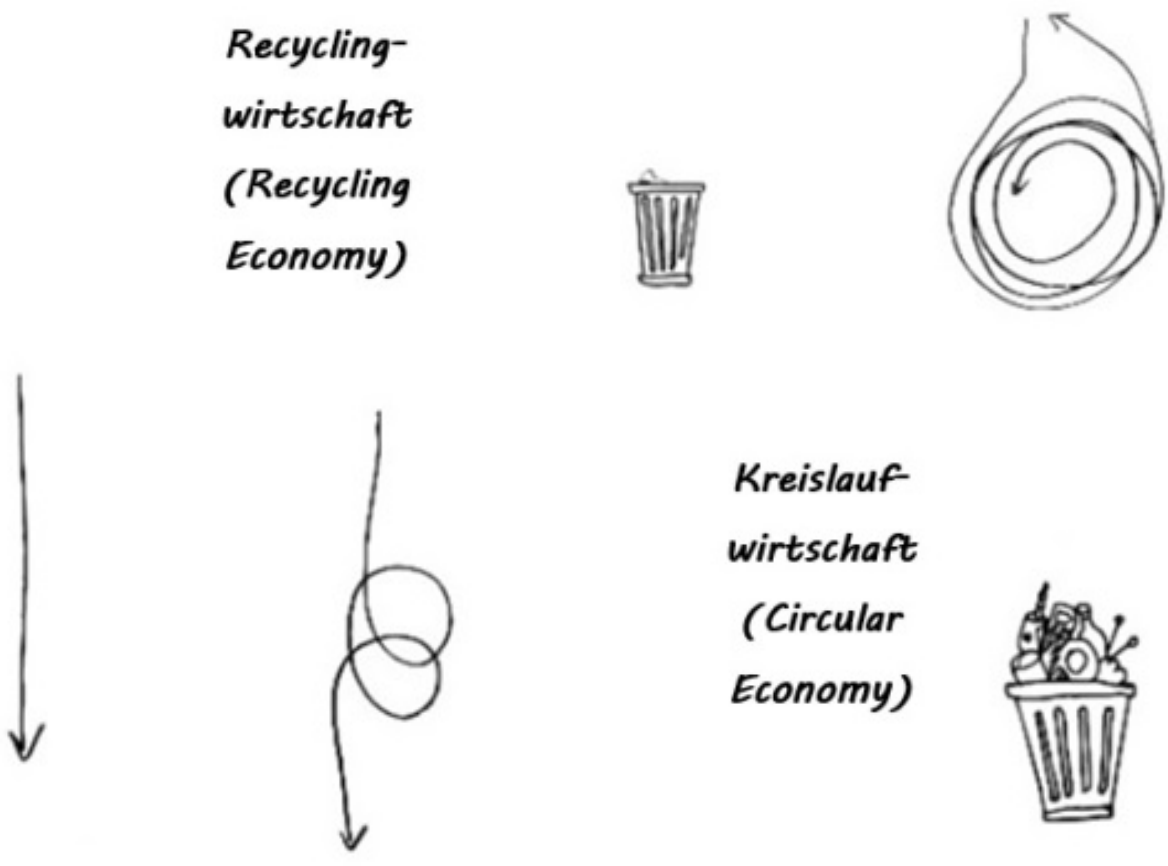 Recycling-
wirtschaft
(Recycling
Economy)
Kreislauf-
wirtschaft
(Circular
Economy)